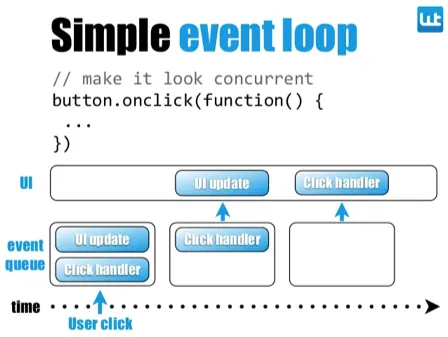 Simple event loop
// make it look concurrent
button.onclick(function() {
...
})
UI
UI update
Click handler
event
queue
UI update
Click handler
Click handler
time
User click